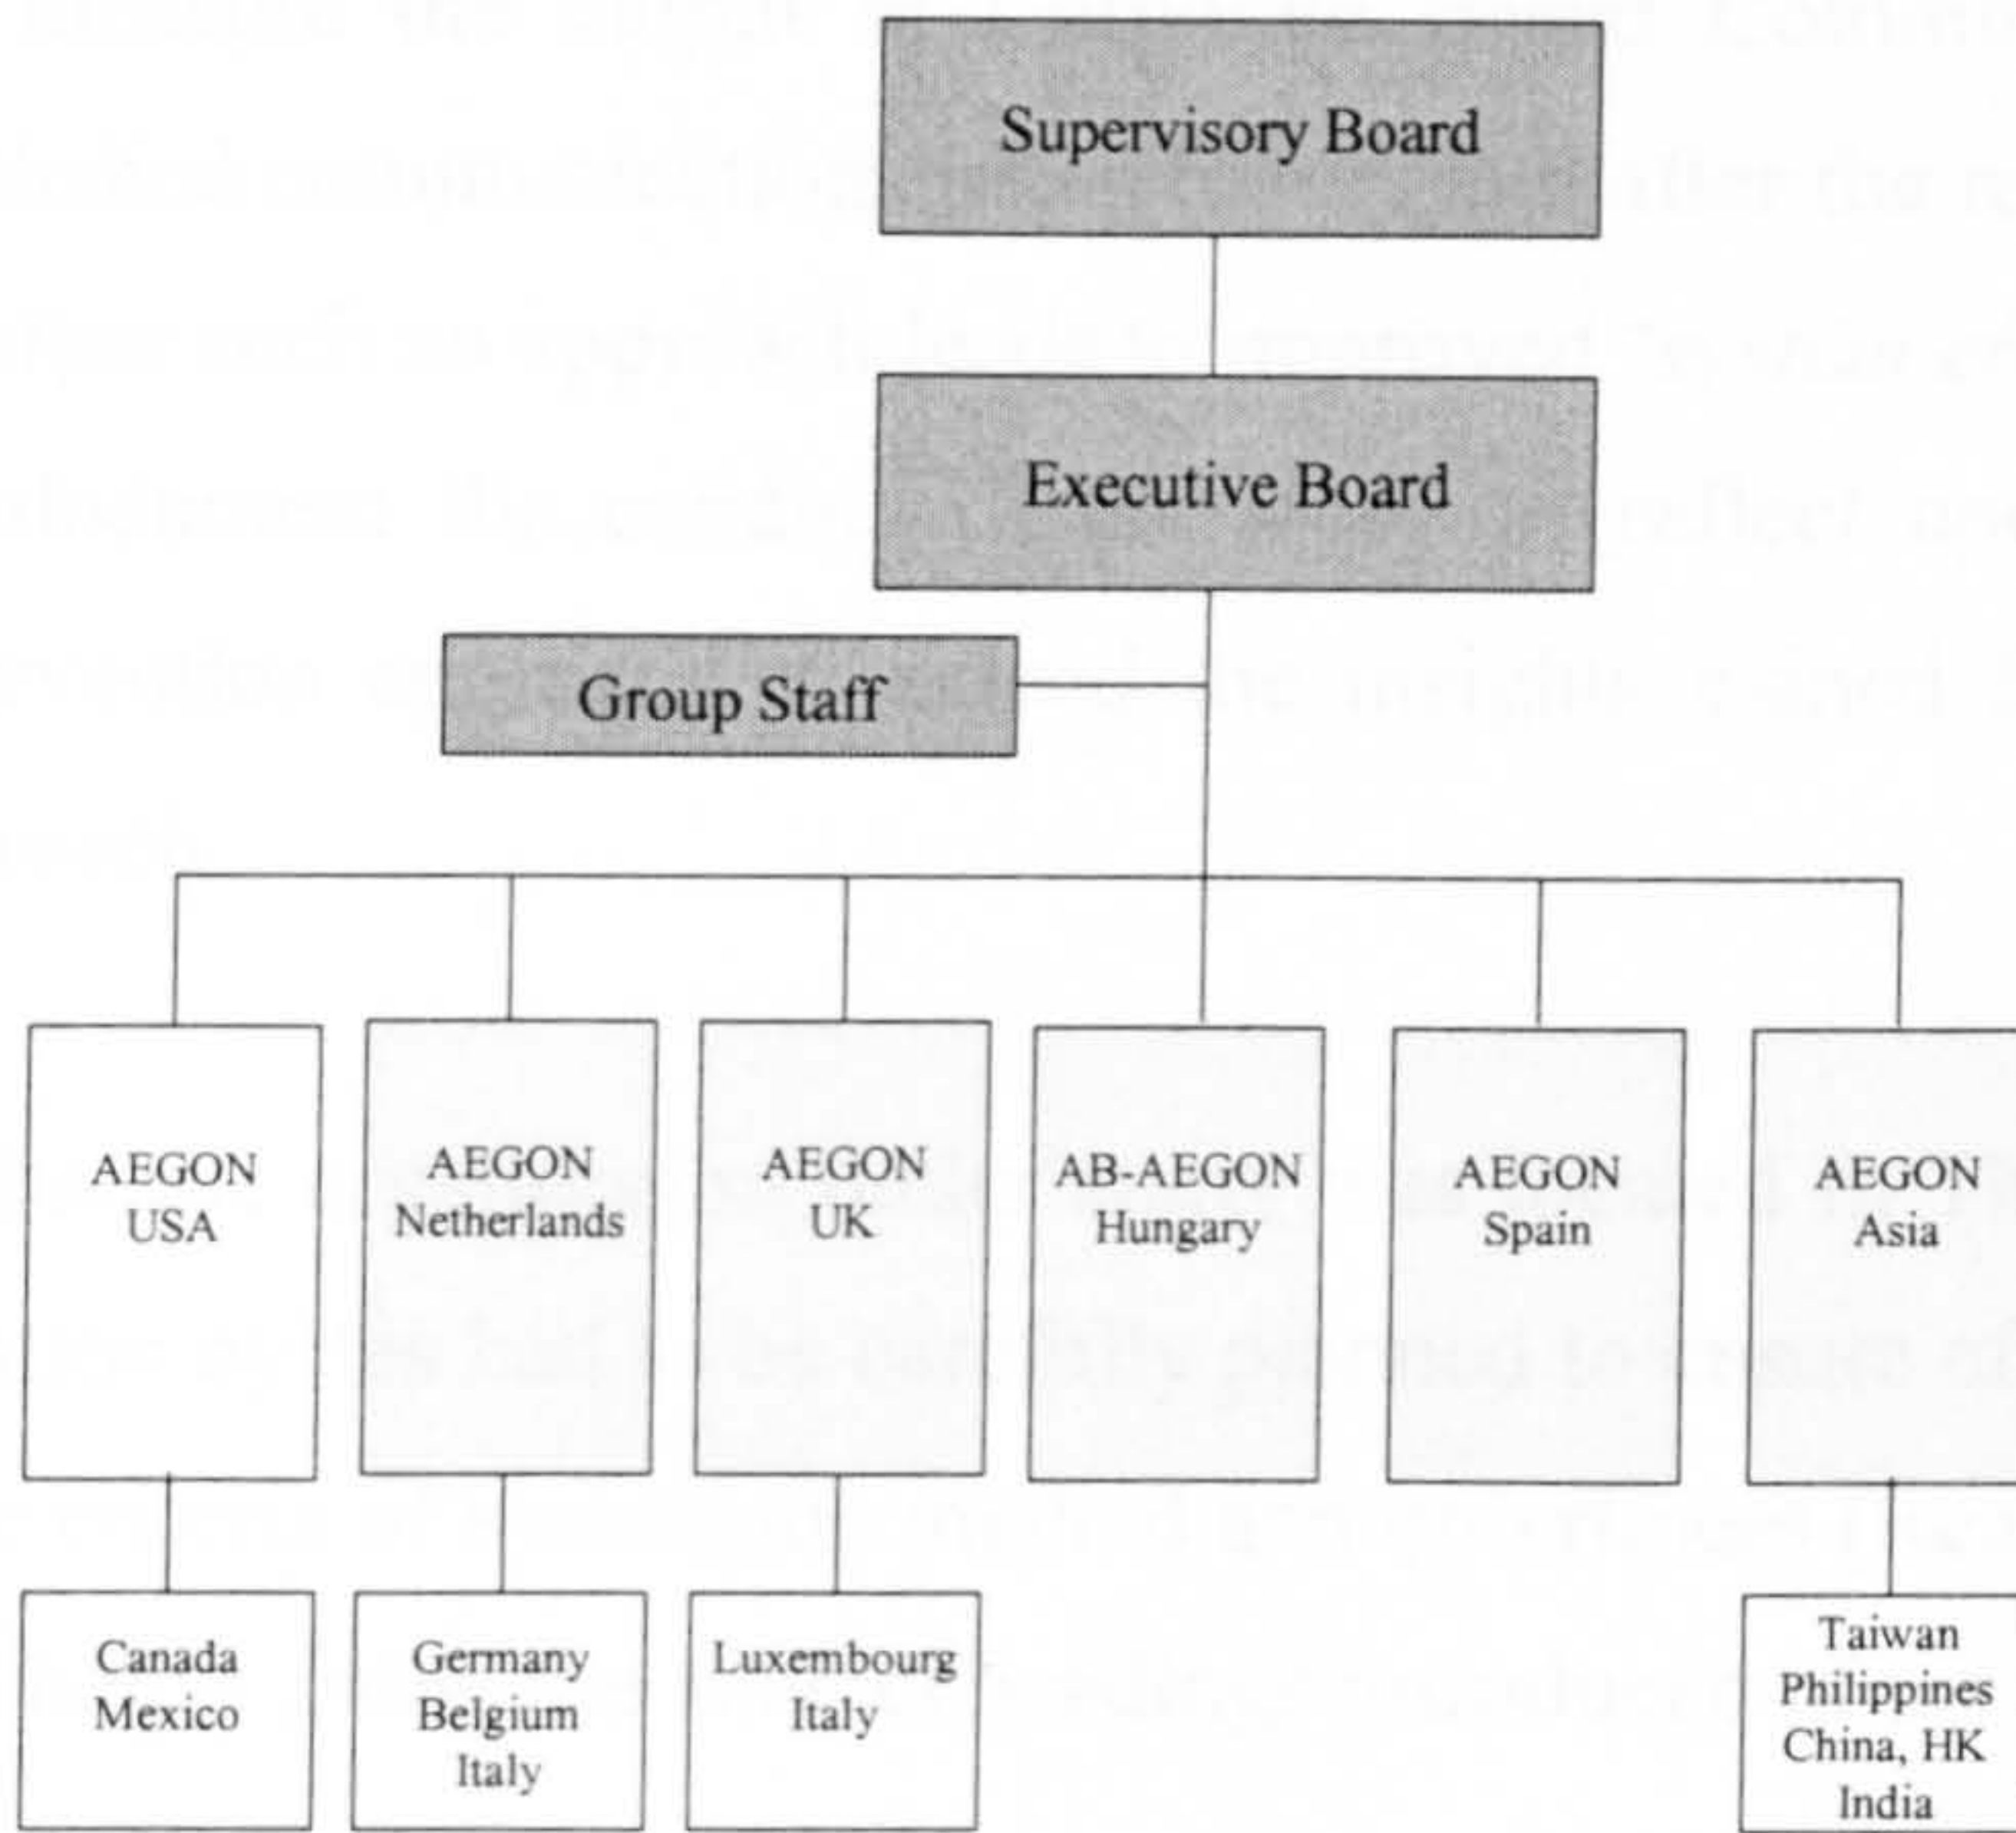 Supervisory Board
Executive Board
Group Staff
AEGON
USA
AEGON
Netherlands
AEGON
UK
AB-AEGON
Hungary
AEGON
Spain
AEGON
Asia
Canada
Mexico
Germany
Belgium
Italy
Luxembourg
Italy
Taiwan
Philippines
China, HK
India